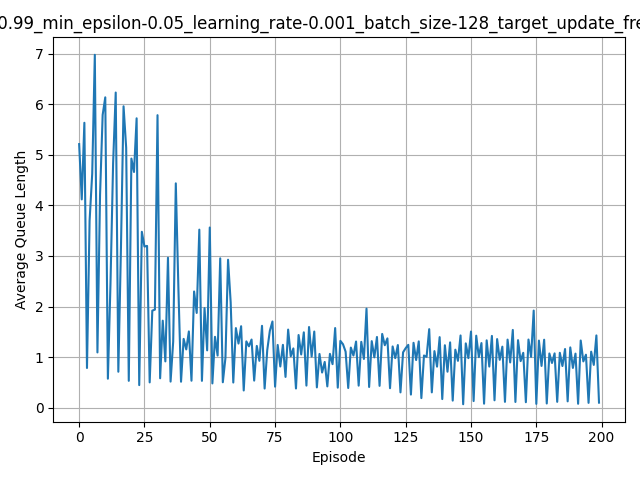 0.99_min_epsilon-0.05_learning_rate-0.001_batch_size-128_target_update_fre
Average Queue Length
7
6
5
4
3
2
1
0
0 25 50 75 100 125 150 175 200
Episode